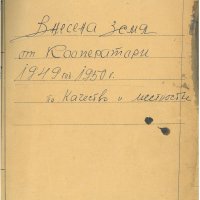 Внесена земя
от Кооператори
1949 и 1950 г.
по Качество и местности